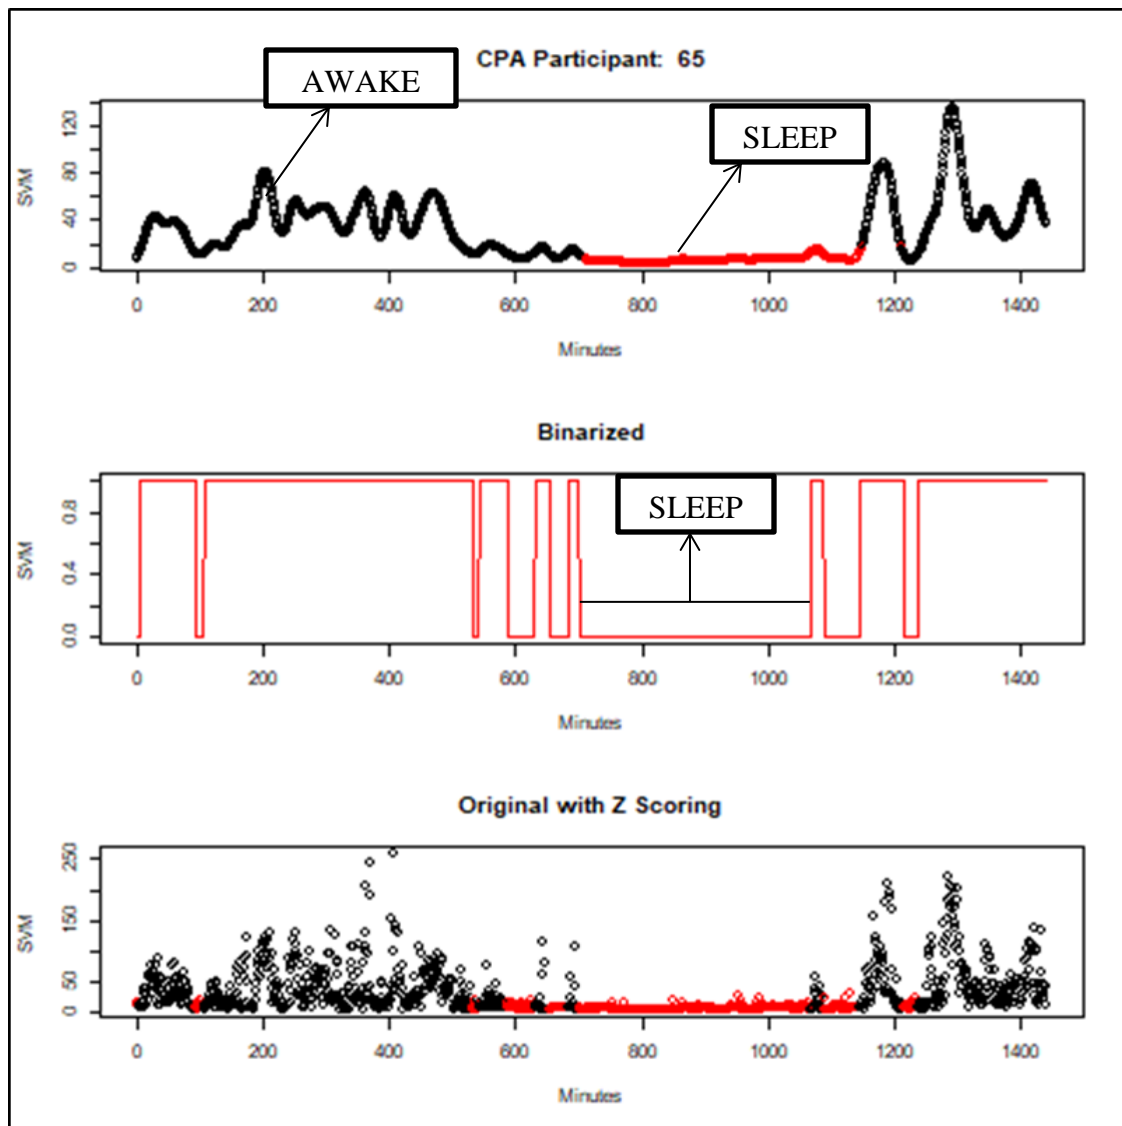 CPA Participant: 65
AWAKE
SLEEP
SVM
120
80
40
0
0 200 400 600 800 1000 1200 1400
Minutes
Binarized
SLEEP
SVM
0.8
0.4
0.0
0 200 400 600 800 1000 1200 1400
Minutes
Original with Z Scoring
SVM
250
150
50
0
0 200 400 600 800 1000 1200 1400
Minutes